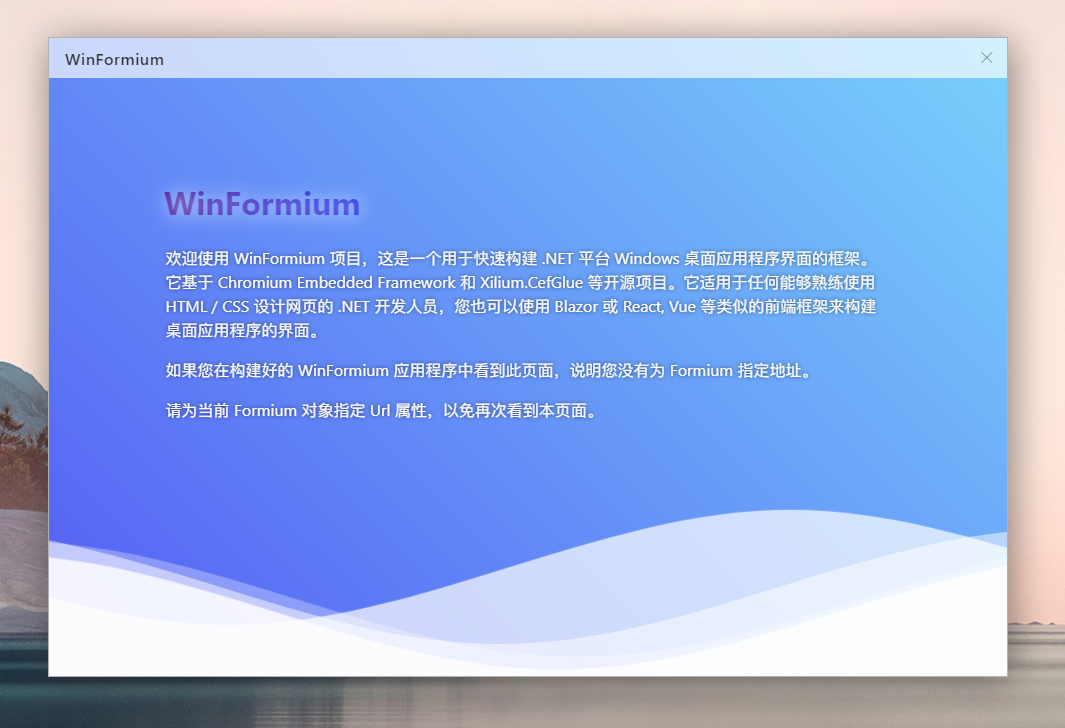 WinFormium
WinFormium
欢迎使用 WinFormium 项目，这是一个用于快速构建 .NET 平台 Windows 桌面应用程序界面的框架。
它基于 Chromium Embedded Framework 和 Xilium.CefGlue 等开源项目。它适用于任何能够熟练使用
HTML / CSS 设计网页的 .NET 开发人员，您也可以使用 Blazor 或 React, Vue 等类似的前端框架来构建
桌面应用程序的界面。
如果您在构建好的 WinFormium 应用程序中看到此页面，说明您没有为 Formium 指定地址。
请为当前 Formium 对象指定 Url 属性，以免再次看到本页面。